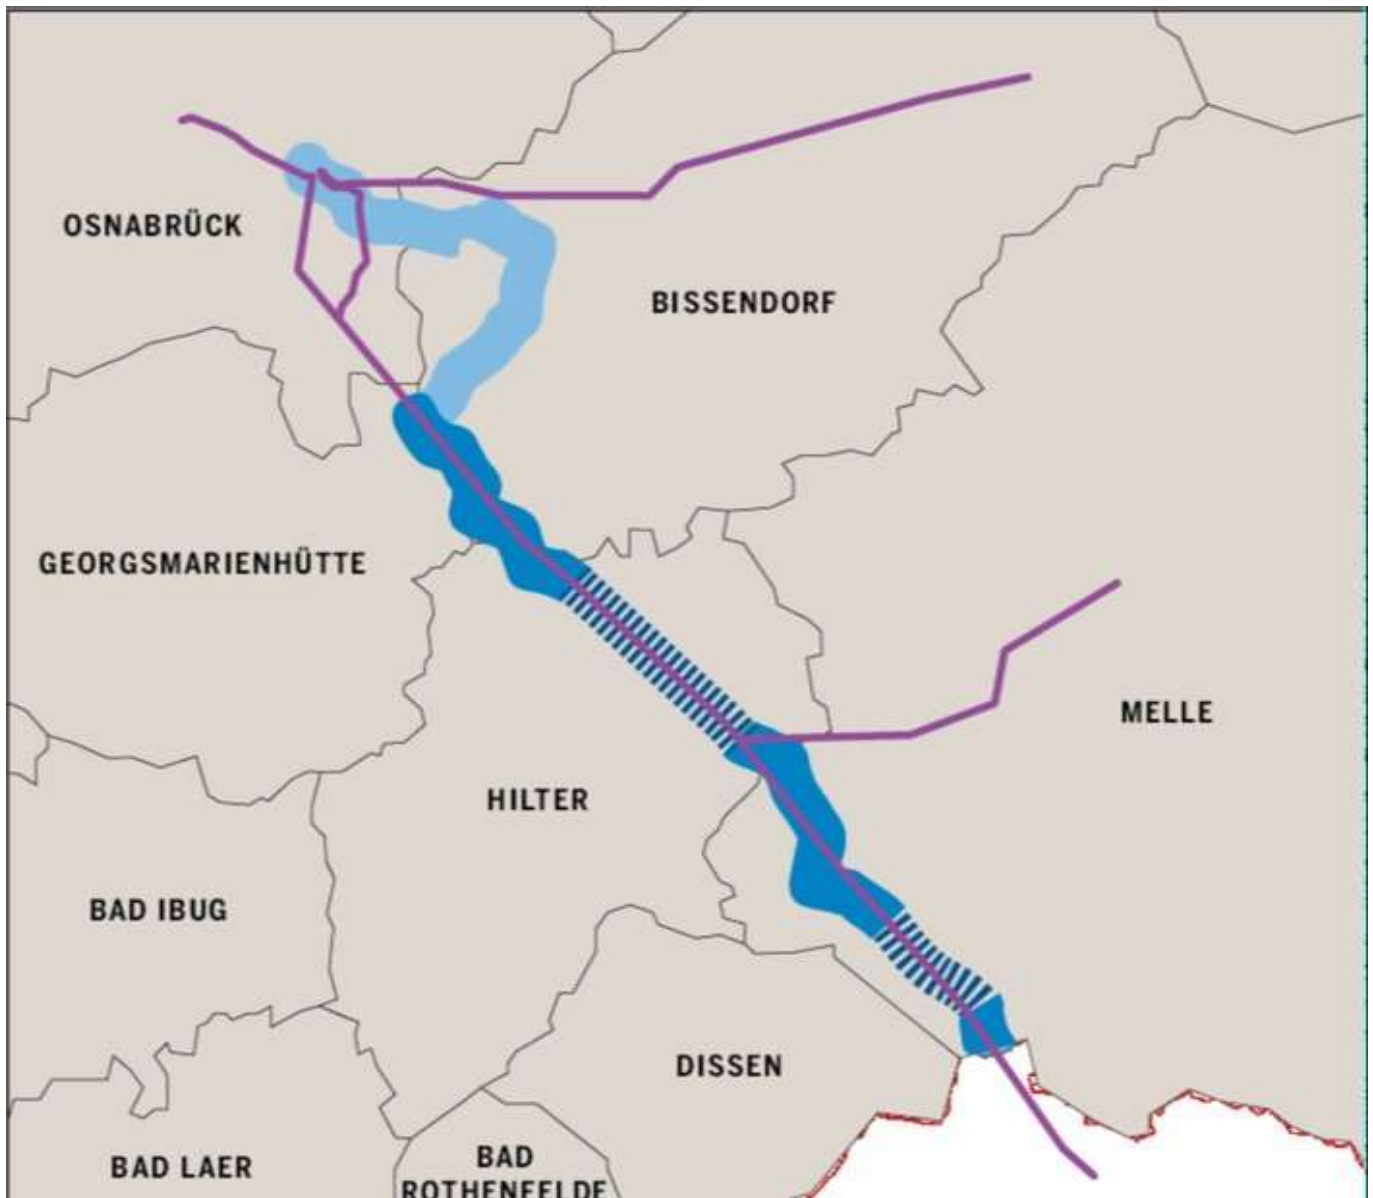 OSNABRÜCK
BISSENDORF
GEORGSMARIENHÜTTE
MELLE
HILTER
BAD IBUG
DISSEN
BAD LAER
BAD
ROTHENFELDE